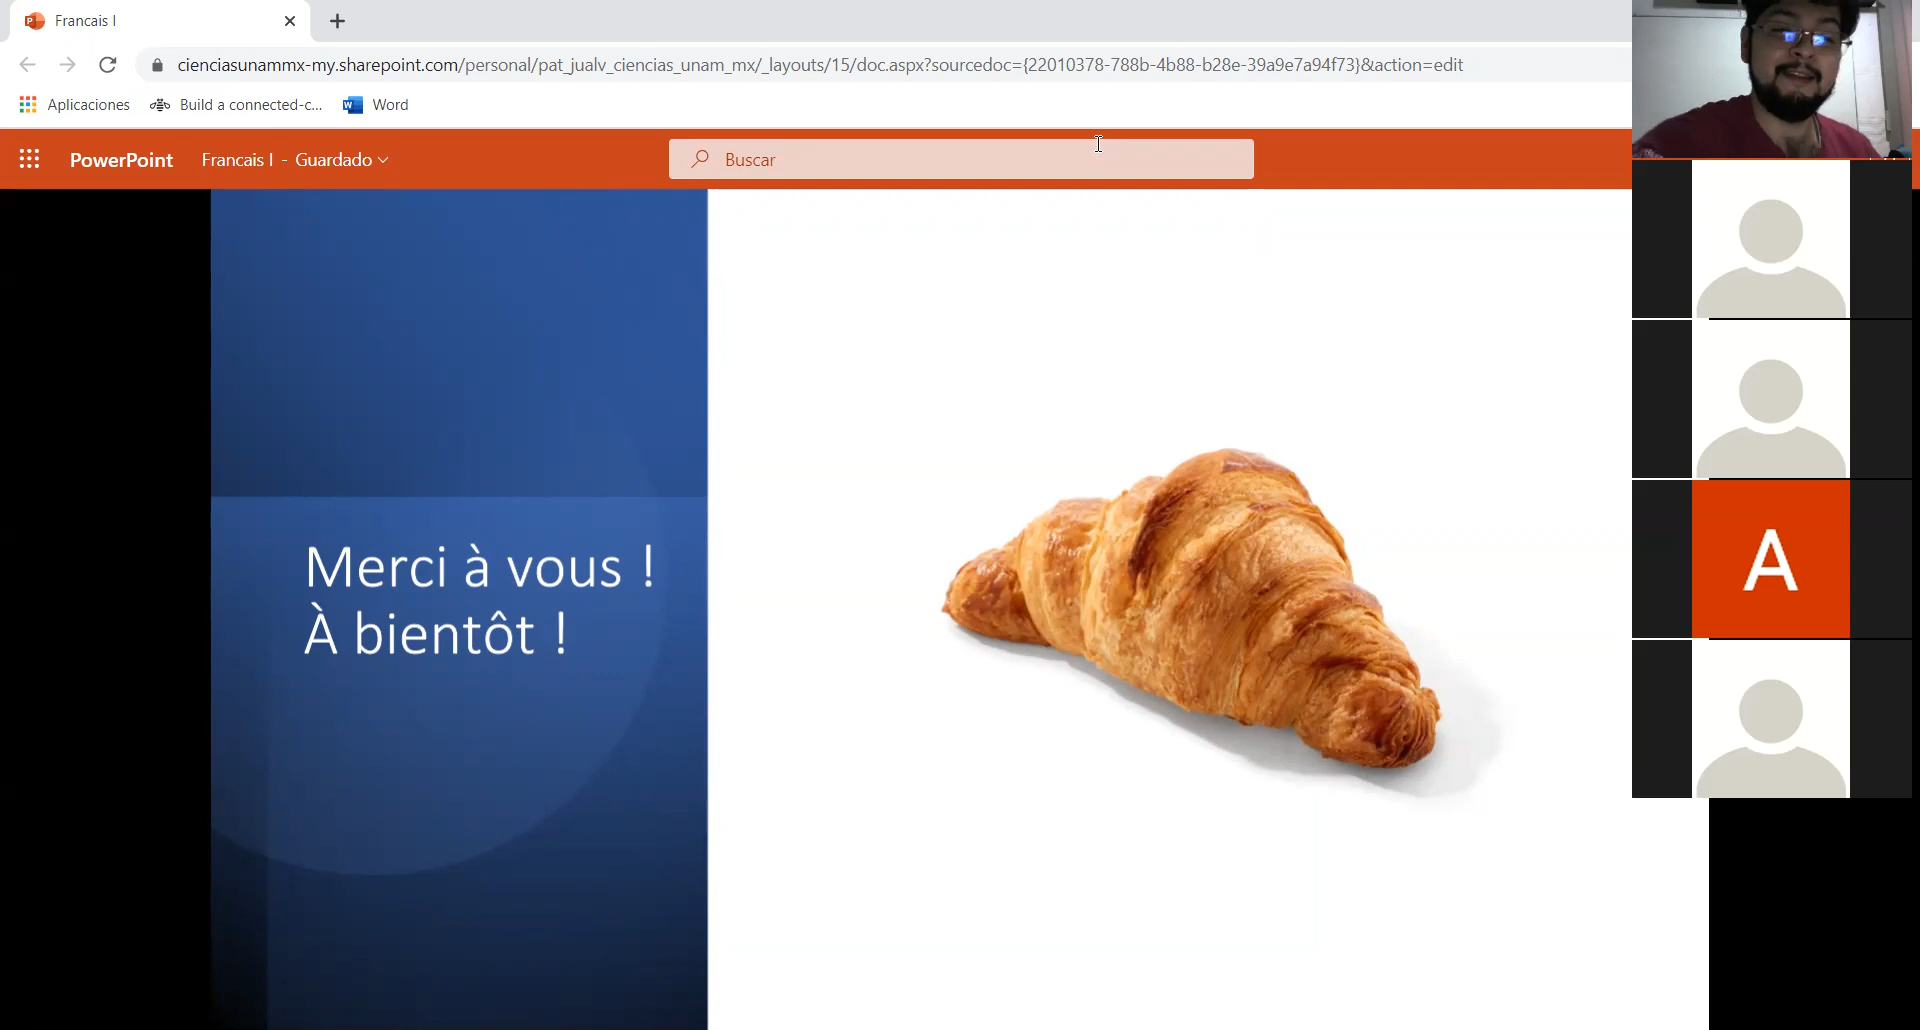 Francais I
cienciasunammx-my.sharepoint.com/personal/pat_jualv_ciencias_unam_mx/_layouts/15/doc.aspx?sourcedoc={22010378-788b-4b88-b28e-39a9e7a94f73}&action=edit
Aplicaciones Build a connected-c... Word
PowerPoint Francais I - Guardado Buscar
Merci à vous !
À bientôt !
A